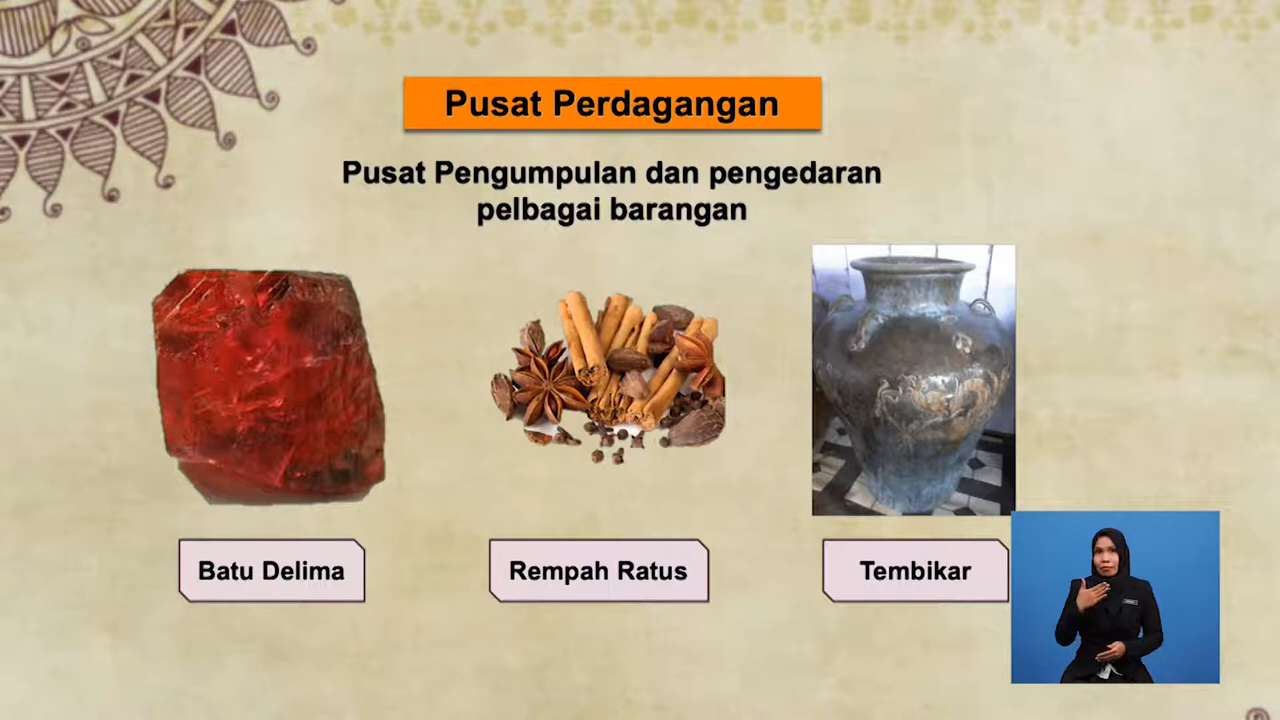 Pusat Perdagangan
Pusat Pengumpulan dan pengedaran
pelbagai barangan
Batu Delima
Rempah Ratus
Tembikar